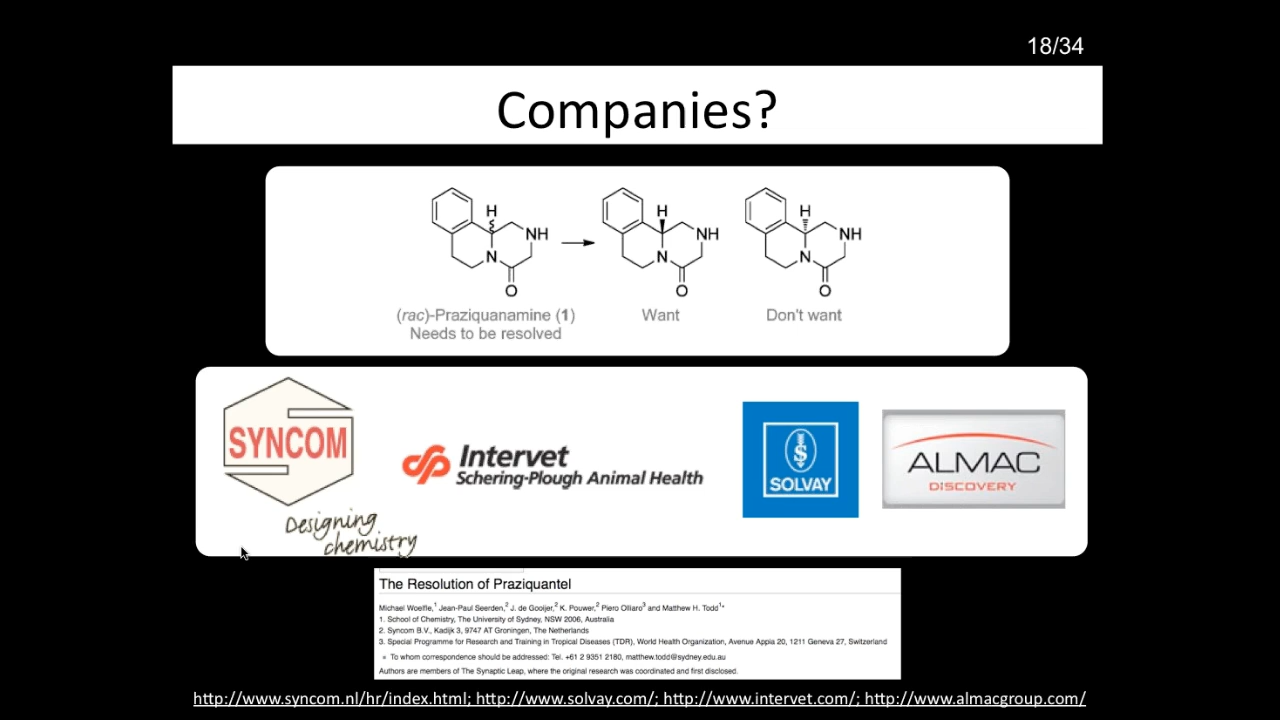 18/34
Companies?
H
NH
N
O
H
NH
N
O
H
NH
N
O
(rac)-Praziquanamine (1)
Needs to be resolved
Want
Don't want
SYNCOM
Designing
chemistry
Intervet
Schering-Plough Animal Health
S
SOLVAY
ALMAC
DISCOVERY
The Resolution of Praziquantel
Michael Woelfle,1 Jean-Paul Seerden,2 J. de Gooijer,2 K. Pouwer,2 Piero Olliaro3 and Matthew H. Todd1*
1. School of Chemistry, The University of Sydney, NSW 2006, Australia
2. Syncom B.V., Kadijk 3, 9747 AT Groningen, The Netherlands
3. Special Programme for Research and Training in Tropical Diseases (TDR), World Health Organization, Avenue Appia 20, 1211 Geneva 27, Switzerland
* To whom correspondence should be addressed: Tel. +61 2 9351 2180, matthew.todd@sydney.edu.au
Authors are members of The Synaptic Leap, where the original research was coordinated and first disclosed.
http://www.syncom.nl/hr/index.html; http://www.solvay.com/; http://www.intervet.com/; http://www.almacgroup.com/